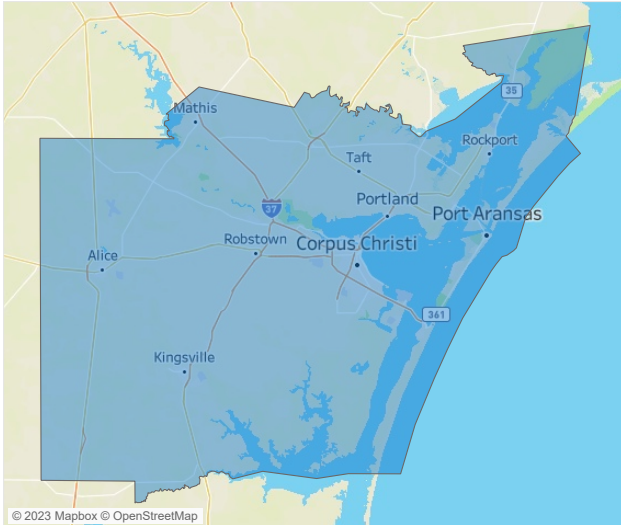 Mathis
35
Rockport
Taft
Portland
37
Port Aransas
Robstown
Corpus Christi
Alice
361
Kingsville
© 2023 Mapbox © OpenStreetMap